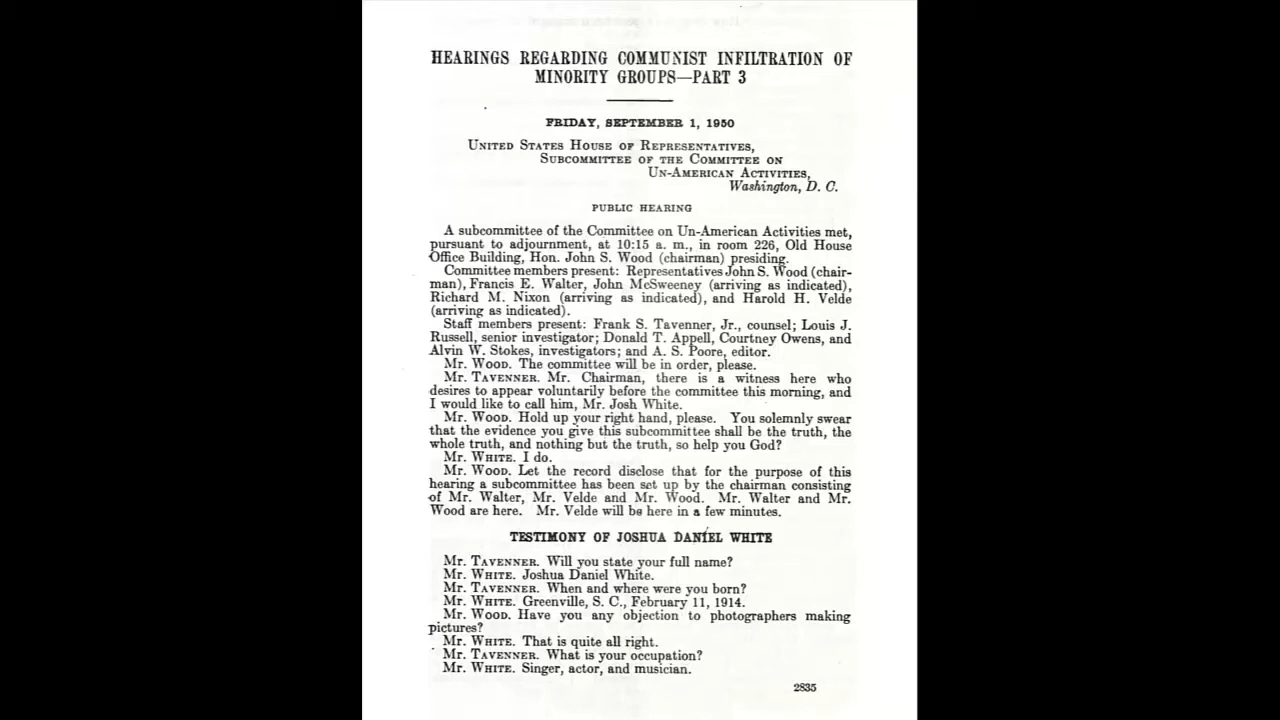 HEARINGS REGARDING COMMUNIST INFILTRATION OF
MINORITY GROUPS—PART 3
FRIDAY, SEPTEMBER 1, 1950
UNITED STATES HOUSE OF REPRESENTATIVES,
SUBCOMMITTEE OF THE COMMITTEE ON
UN-AMERICAN ACTIVITIES,
Washington, D. C.
PUBLIC HEARING
A subcommittee of the Committee on Un-American Activities met,
pursuant to adjournment, at 10:15 a. m., in room 226, Old House
Office Building, Hon. John S. Wood (chairman) presiding.
Committee members present: Representatives John S. Wood (chair-
man), Francis E. Walter, John McSweeney (arriving as indicated),
Richard M. Nixon (arriving as indicated), and Harold H. Velde
(arriving as indicated).
Staff members present: Frank S. Tavenner, Jr., counsel; Louis J.
Russell, senior investigator; Donald T. Appell, Courtney Owens, and
Alvin W. Stokes, investigators; and A. S. Poore, editor.
Mr. WOOD. The committee will be in order, please.
Mr. TAVENNER. Mr. Chairman, there is a witness here who
desires to appear voluntarily before the committee this morning, and
I would like to call him, Mr. Josh White.
Mr. WOOD. Hold up your right hand, please. You solemnly swear
that the evidence you give this subcommittee shall be the truth, the
whole truth, and nothing but the truth, so help you God?
Mr. WHITE. I do.
Mr. WOOD. Let the record disclose that for the purpose of this
hearing a subcommittee has been set up by the chairman consisting
of Mr. Walter, Mr. Velde and Mr. Wood. Mr. Walter and Mr.
Wood are here. Mr. Velde will be here in a few minutes.
TESTIMONY OF JOSHUA DANIEL WHITE
Mr. TAVENNER. Will you state your full name?
Mr. WHITE. Joshua Daniel White.
Mr. TAVENNER. When and where were you born?
Mr. WHITE. Greenville, S. C., February 11, 1914.
Mr. WOOD. Have you any objection to photographers making
pictures?
Mr. WHITE. That is quite all right.
Mr. TAVENNER. What is your occupation?
Mr. WHITE. Singer, actor, and musician.
2835